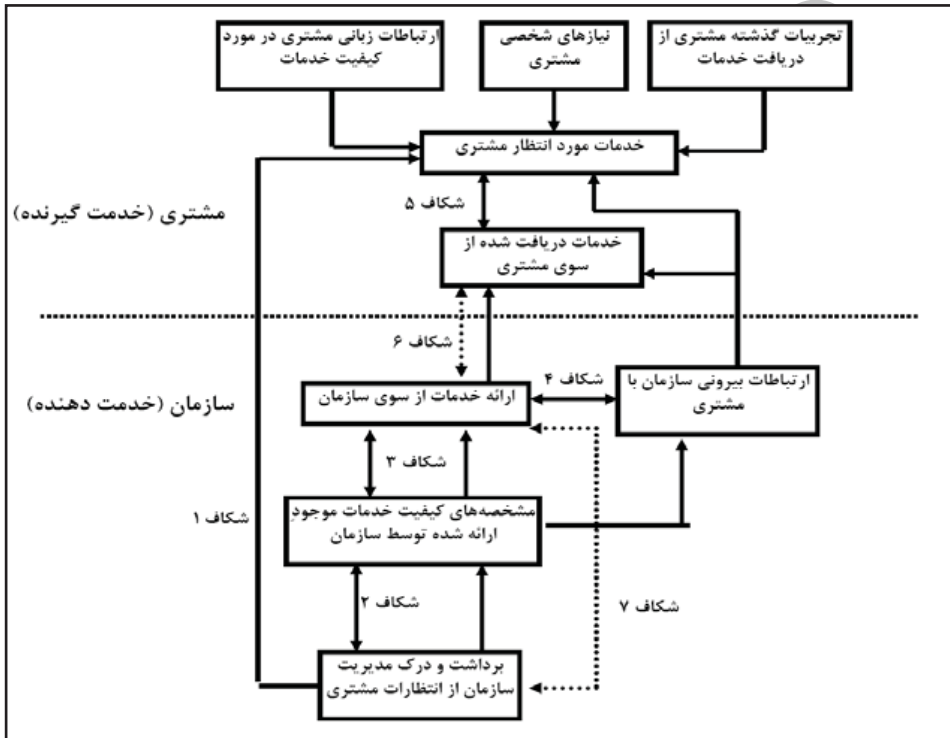 ارتباطات زبانی مشتری در مورد
کیفیت خدمات
نیازهای شخصی
مشتری
تجربیات گذشته مشتری از
دریافت خدمات
خدمات مورد انتظار مشتری
شکاف ۵
مشتری (خدمت گیرنده)
خدمات دریافت شده از
سوی مشتری
شکاف ۶
سازمان (خدمت دهنده)
ارائه خدمات از سوی سازمان
شکاف ۴
ارتباطات بیرونی سازمان با
مشتری
شکاف ۳
شکاف ۱
مشخصه‌های کیفیت خدمات موجودِ
ارائه شده توسط سازمان
شکاف ۲
شکاف ۷
برداشت و درک مدیریت
سازمان از انتظارات مشتری